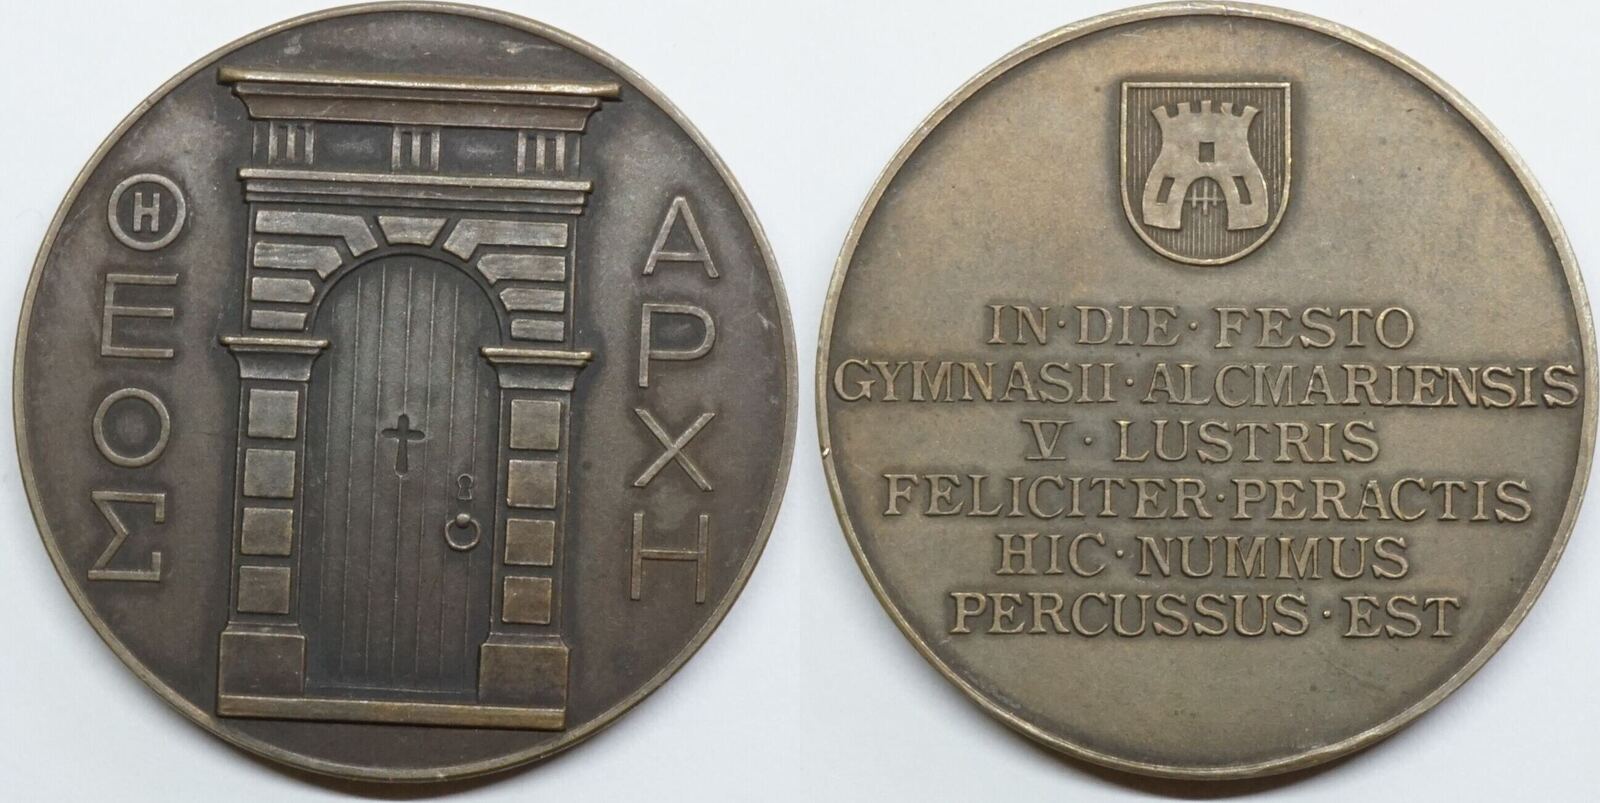 ΘΕΟΣ
ΑΡΧΗ
IN·DIE·FESTO
GYMNASII·ALCMARIENSIS
V·LUSTRIS
FELICITER·PERACTIS
HIC·NUMMUS
PERCUSSUS·EST